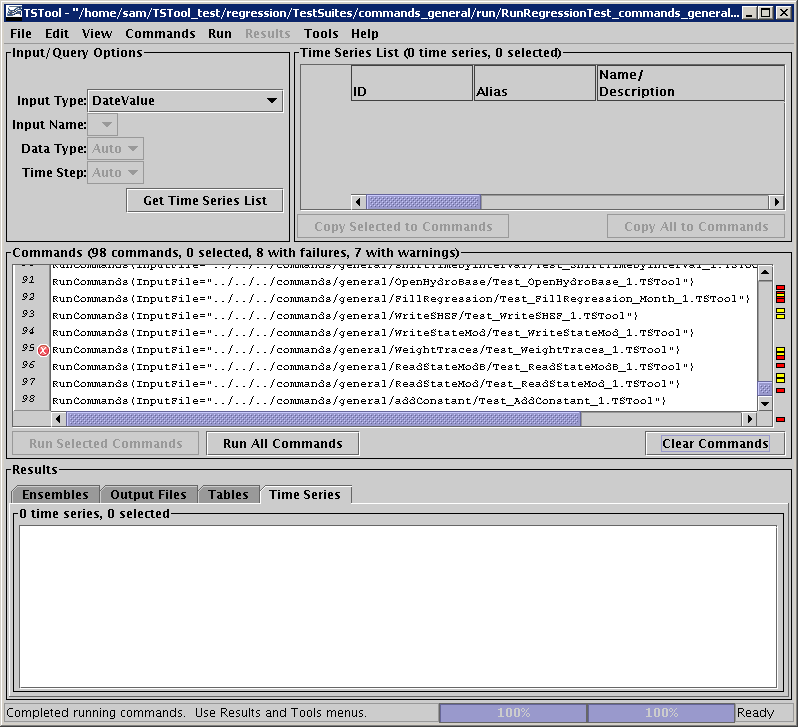 TSTool - "/home/sam/TSTool_test/regression/TestSuites/commands_general/run/RunRegressionTest_commands_general...
File Edit View Commands Run Results Tools Help
Input/Query Options
Input Type: DateValue
Input Name:
Data Type: Auto
Time Step: Auto
Get Time Series List
Time Series List (0 time series, 0 selected)
ID Alias Name/
Description
Copy Selected to Commands Copy All to Commands
Commands (98 commands, 0 selected, 8 with failures, 7 with warnings)
90 RunCommands(InputFile="../../../commands/general/ShiftTimeByInterval/Test_ShiftTimeByInterval_1.TSToo
91 RunCommands(InputFile="../../../commands/general/OpenHydroBase/Test_OpenHydroBase_1.TSTool")
92 RunCommands(InputFile="../../../commands/general/FillRegression/Test_FillRegression_Month_1.TSTool")
93 RunCommands(InputFile="../../../commands/general/WriteSHEF/Test_WriteSHEF_1.TSTool")
94 RunCommands(InputFile="../../../commands/general/WriteStateMod/Test_WriteStateMod_1.TSTool")
95 RunCommands(InputFile="../../../commands/general/WeightTraces/Test_WeightTraces_1.TSTool")
96 RunCommands(InputFile="../../../commands/general/ReadStateModB/Test_ReadStateModB_1.TSTool")
97 RunCommands(InputFile="../../../commands/general/ReadStateMod/Test_ReadStateMod_1.TSTool")
98 RunCommands(InputFile="../../../commands/general/addConstant/Test_AddConstant_1.TSTool")
Run Selected Commands Run All Commands Clear Commands
Results
Ensembles Output Files Tables Time Series
0 time series, 0 selected
Completed running commands. Use Results and Tools menus. 100% 100% Ready